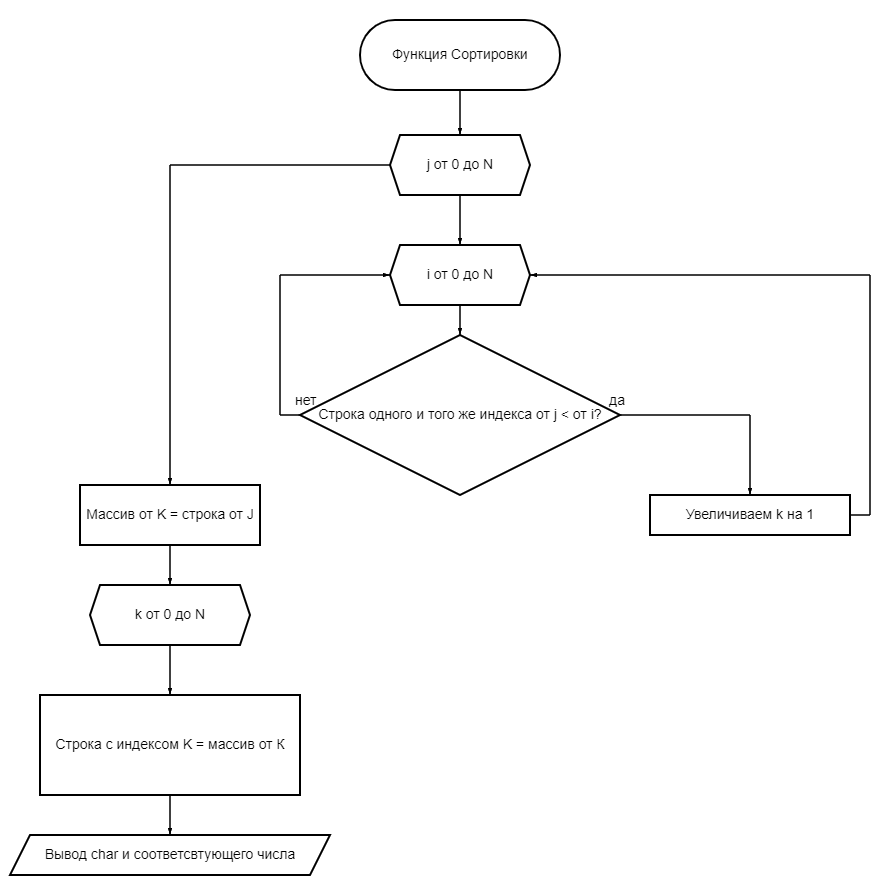 Функция Сортировки
j от 0 до N
i от 0 до N
нет
да
Строка одного и того же индекса от j < от i?
Массив от K = строка от J
Увеличиваем k на 1
k от 0 до N
Строка с индексом K = массив от K
Вывод char и соответсвтующего числа